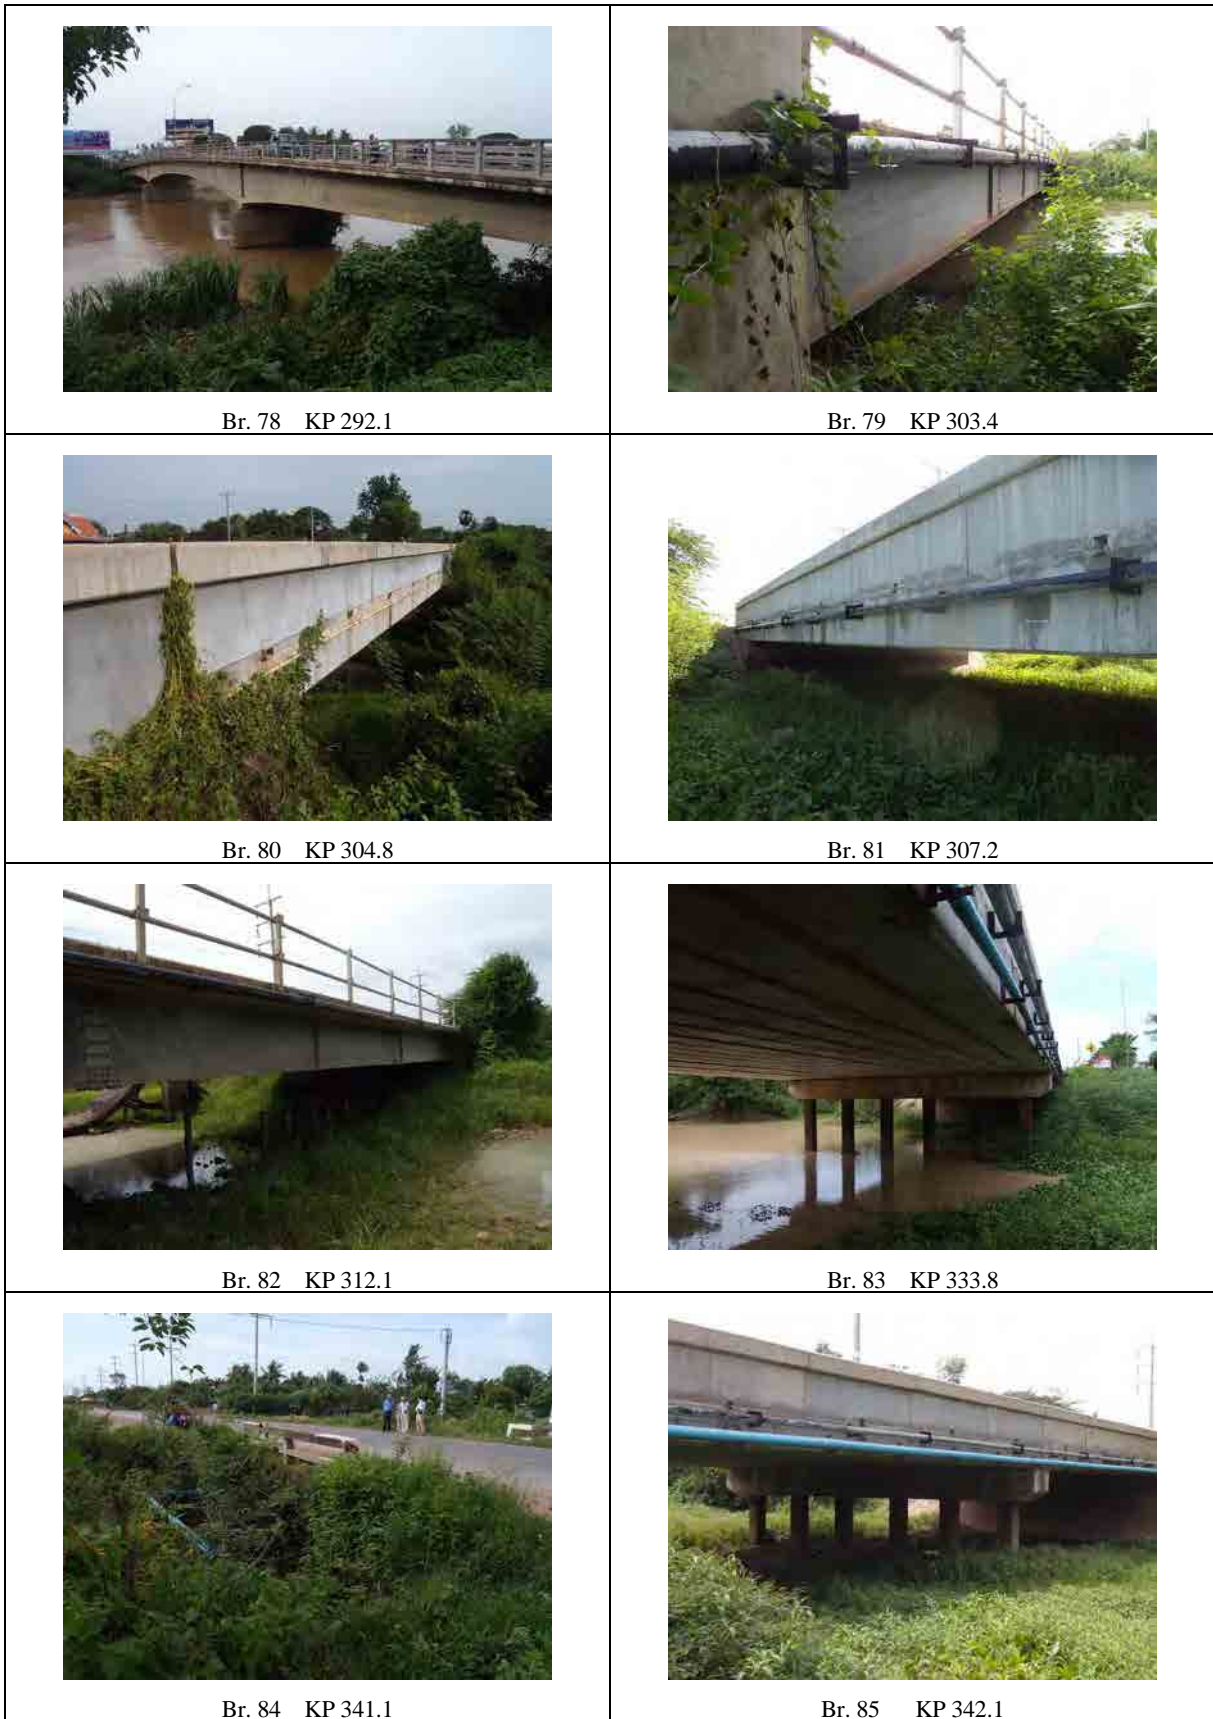 Br. 78 KP 292.1
Br. 79 KP 303.4
Br. 80 KP 304.8
Br. 81 KP 307.2
Br. 82 KP 312.1
Br. 83 KP 333.8
Br. 84 KP 341.1
Br. 85 KP 342.1